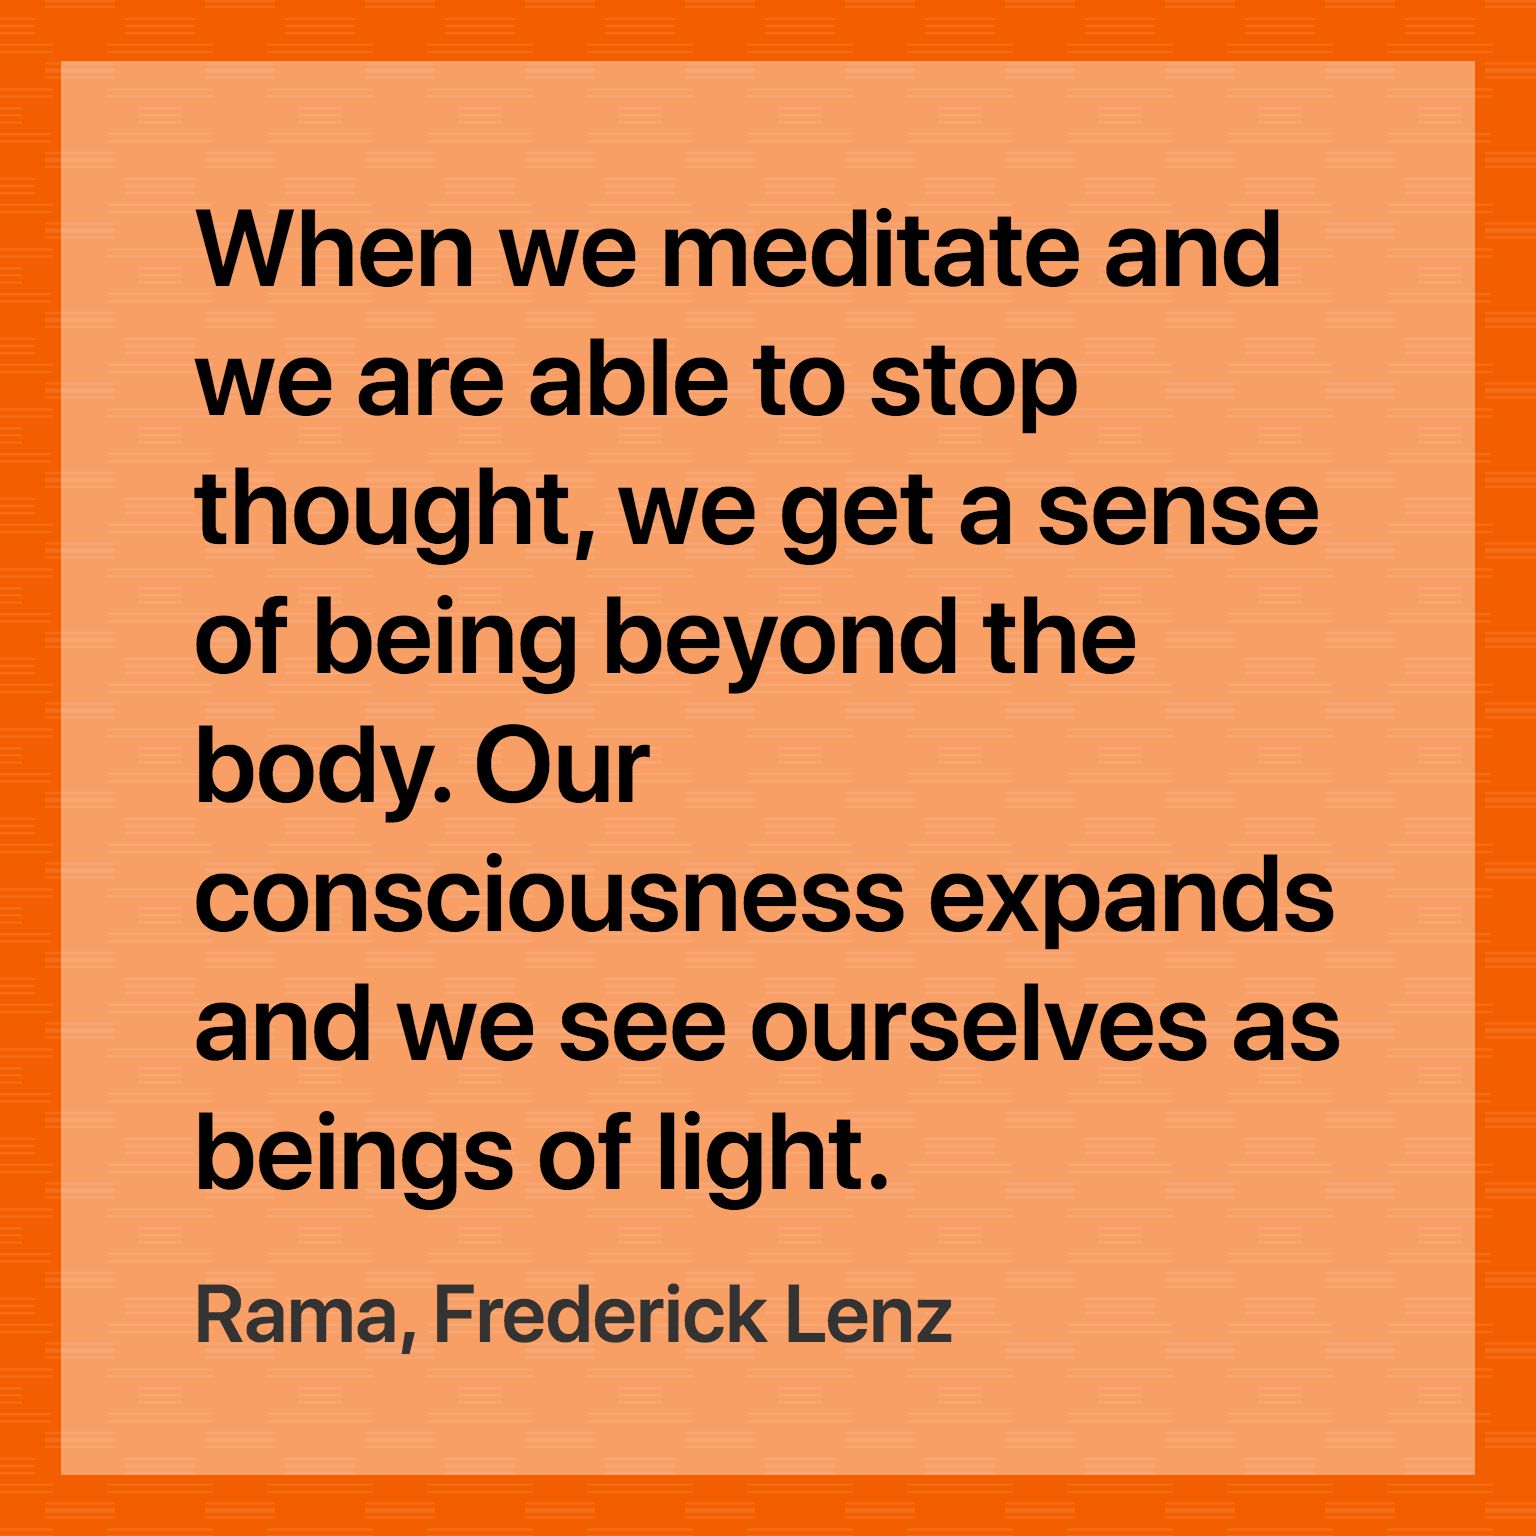 When we meditate and
we are able to stop
thought, we get a sense
of being beyond the
body. Our
consciousness expands
and we see ourselves as
beings of light.
Rama, Frederick Lenz